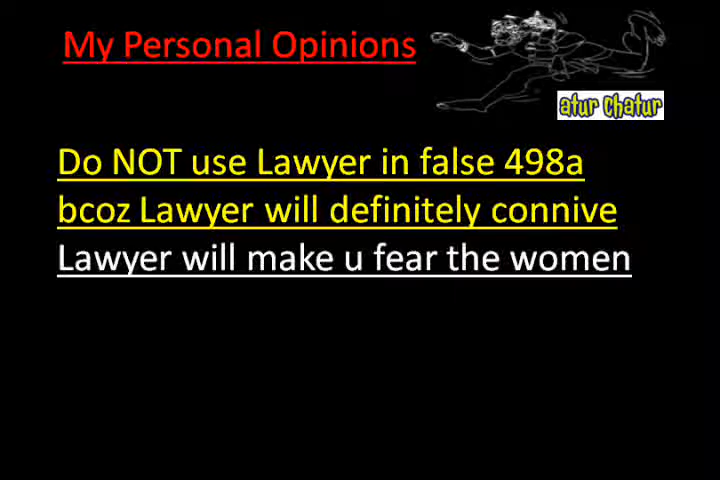 My Personal Opinions
atur Chatur
Do NOT use Lawyer in false 498a
bcoz Lawyer will definitely connive
Lawyer will make u fear the women